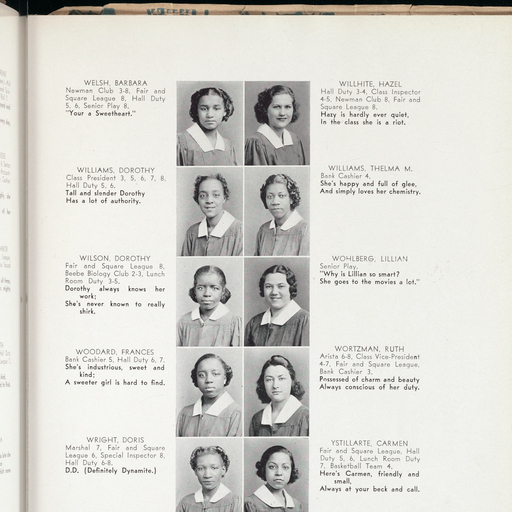 WELSH, BARBARA
Newman Club 3-8, Fair and
Square League 8, Hall Duty
5, 6, Senior Play 8.
"Your a Sweetheart."
WILLHITE, HAZEL
Hall Duty 3-4, Class Inspector
4-5, Newman Club 8, Fair and
Square League 8.
Hazy is hardly ever quiet,
In the class she is a riot.
WILLIAMS, DOROTHY
Class President 3, 5, 6, 7, 8,
Hall Duty 5, 6.
Tall and slender Dorothy
Has a lot of authority.
WILLIAMS, THELMA M.
Bank Cashier 4.
She's happy and full of glee,
And simply loves her chemistry.
WILSON, DOROTHY
Fair and Square League 8,
Beebe Biology Club 2-3, Lunch
Room Duty 3-5.
Dorothy always knows her
work;
She's never known to really
shirk.
WOHLBERG, LILLIAN
Senior Play.
"Why is Lillian so smart?
She goes to the movies a lot."
WOODARD, FRANCES
Bank Cashier 5, Hall Duty 6, 7.
She's industrious, sweet and
kind;
A sweeter girl is hard to find.
WORTZMAN, RUTH
Arista 6-8, Class Vice-President
4-7, Fair and Square League,
Bank Cashier 3.
Possessed of charm and beauty
Always conscious of her duty.
WRIGHT, DORIS
Marshal 7, Fair and Square
League 6, Special Inspector 8,
Hall Duty 6-8.
D.D. (Definitely Dynamite.)
YSTILLARTE, CARMEN
Fair and Square League, Hall
Duty 5, 6, Lunch Room Duty
7, Basketball Team 4.
Here's Carmen, friendly and
small,
Always at your beck and call.